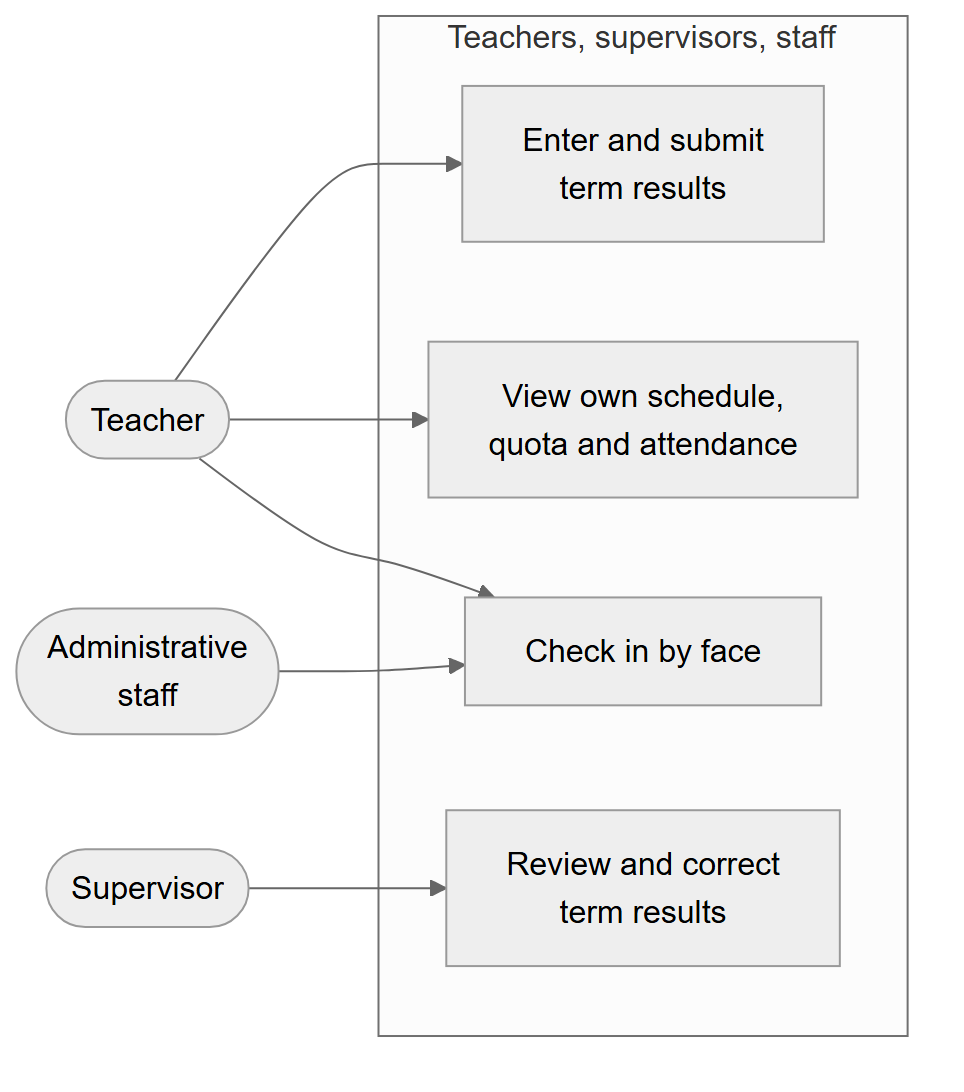 Teachers, supervisors, staff
Enter and submit
term results
Teacher
View own schedule,
quota and attendance
Administrative
staff
Check in by face
Supervisor
Review and correct
term results